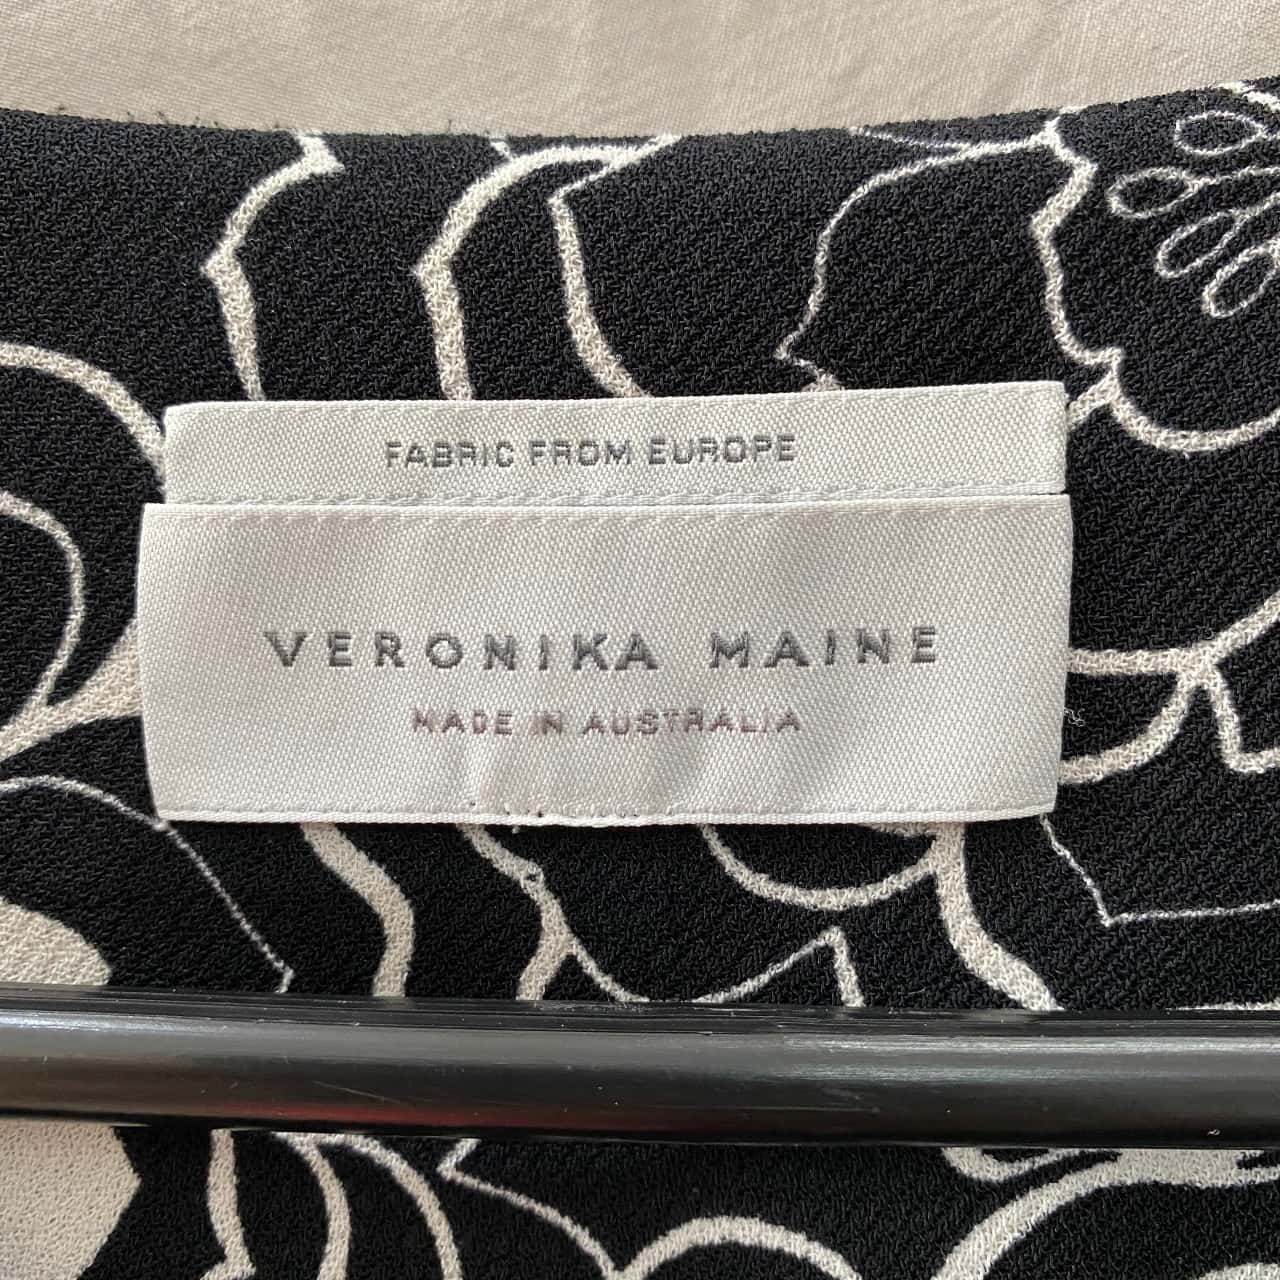 FABRIC FROM EUROPE
VERONIKA MAINE
MADE IN AUSTRALIA